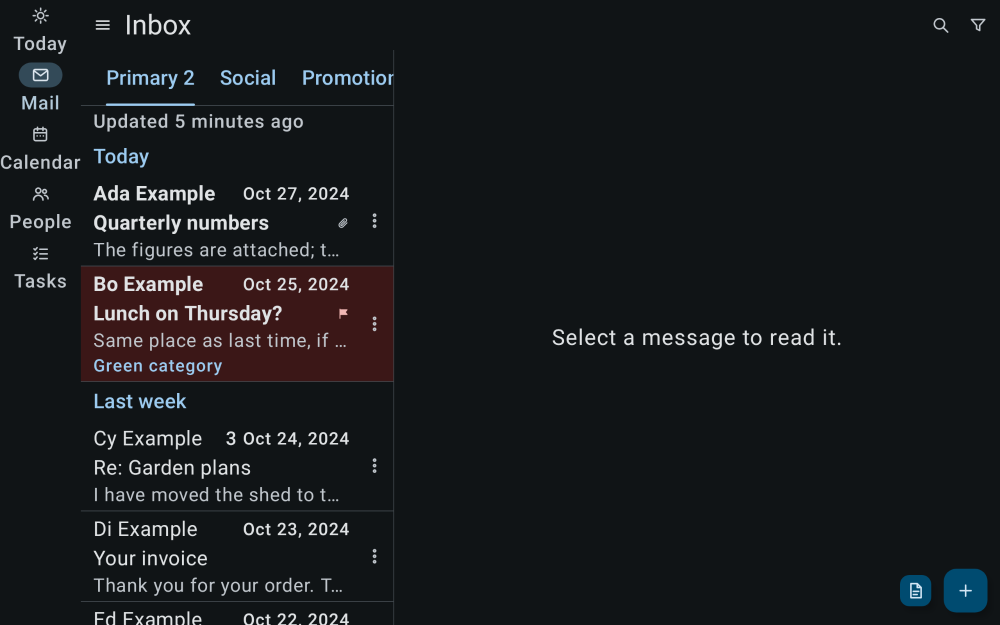 Today
Mail
Calendar
People
Tasks
Inbox
Primary 2 Social Promotion
Updated 5 minutes ago
Today
Ada Example Oct 27, 2024
Quarterly numbers
The figures are attached; t…
Bo Example Oct 25, 2024
Lunch on Thursday?
Same place as last time, if …
Green category
Last week
Cy Example 3 Oct 24, 2024
Re: Garden plans
I have moved the shed to t…
Di Example Oct 23, 2024
Your invoice
Thank you for your order. T…
Ed Example Oct 22, 2024
Select a message to read it.